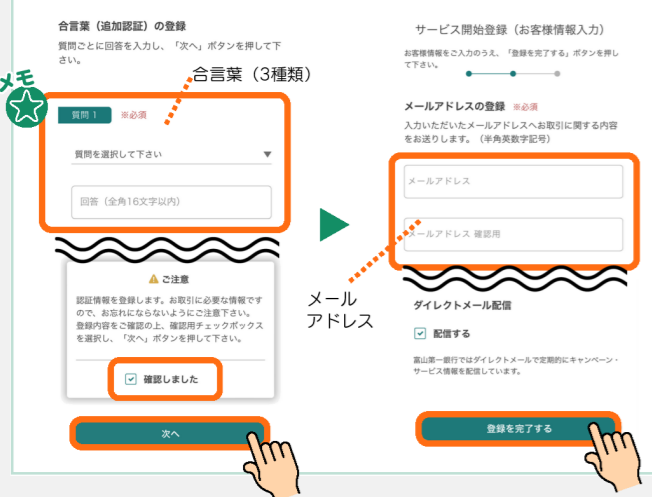 合言葉（追加認証）の登録
質問ごとに回答を入力し、「次へ」ボタンを押して下
さい。
メモ
合言葉（3種類）
質問 1 ※必須
質問を選択して下さい
回答（全角16文字以内）
ご注意
認証情報を登録します。お取引に必要な情報です
ので、お忘れにならないようにご注意下さい。
登録内容をご確認の上、確認用チェックボックス
を選択し、「次へ」ボタンを押して下さい。
確認しました
次へ
サービス開始登録（お客様情報入力）
お客様情報をご入力のうえ、「登録を完了する」ボタンを押し
て下さい。
メールアドレスの登録 ※必須
入力いただいたメールアドレスへお取引に関する内容
をお送りします。（半角英数字記号）
メールアドレス
メールアドレス 確認用
メール
アドレス
ダイレクトメール配信
配信する
富山第一銀行ではダイレクトメールで定期的にキャンペーン・
サービス情報を配信しています。
登録を完了する